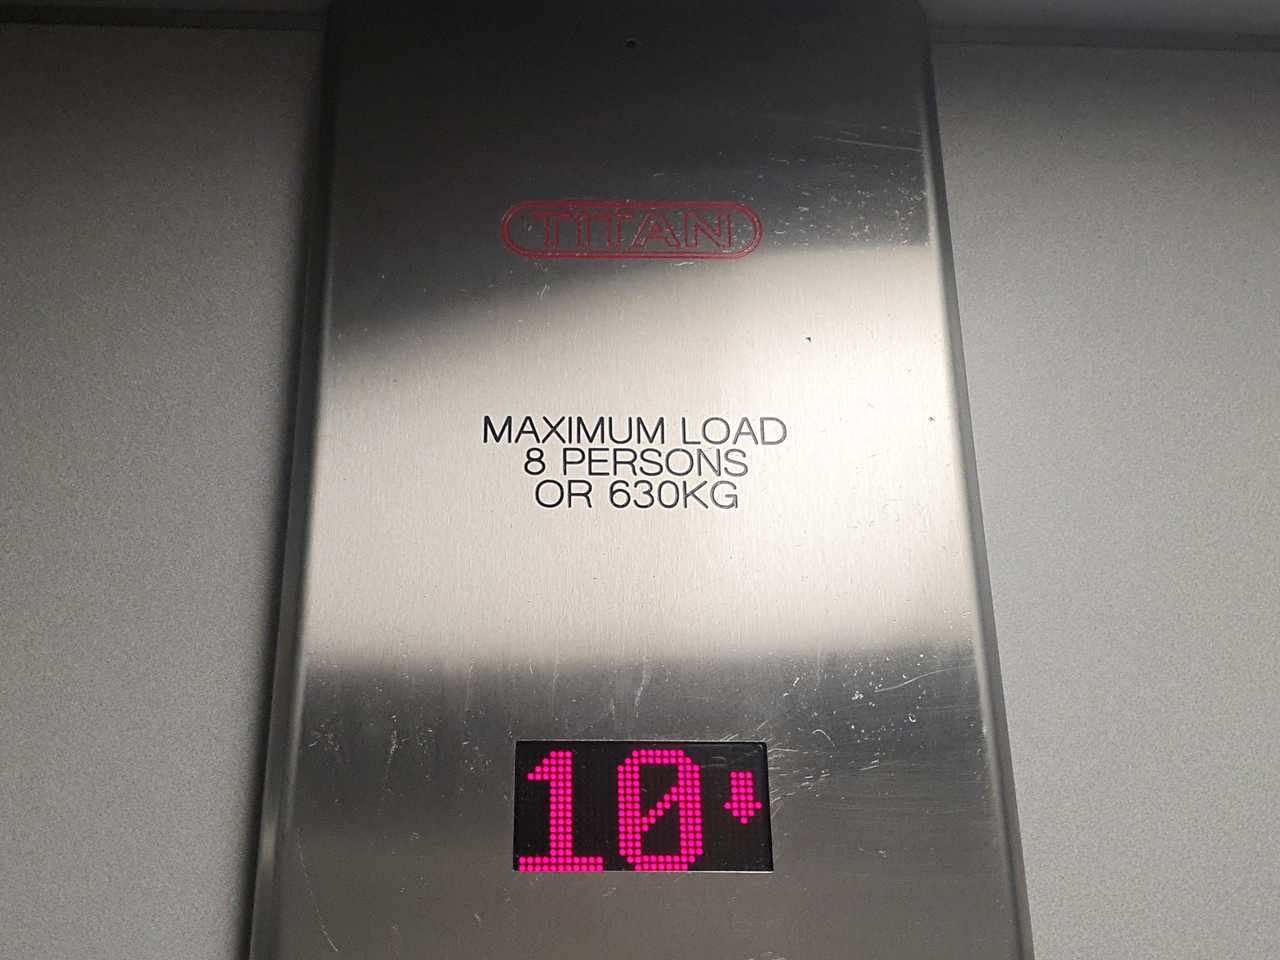 TITAN
MAXIMUM LOAD
8 PERSONS
OR 630KG
10